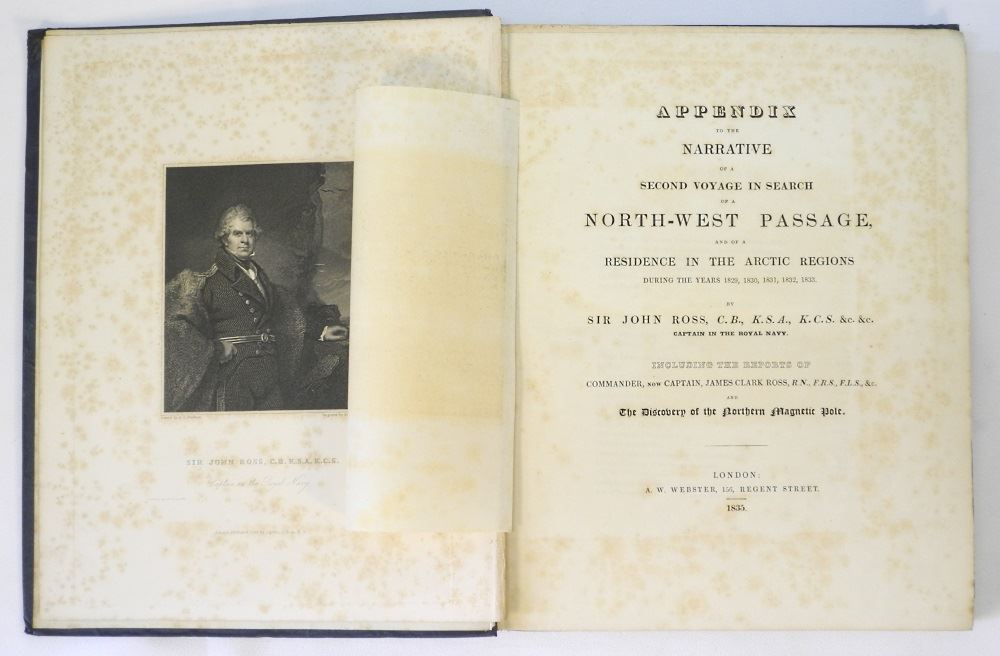 SIR JOHN ROSS, C.B. K.S.A. K.C.S.
Captain in the Royal Navy
APPENDIX
TO THE
NARRATIVE
OF A
SECOND VOYAGE IN SEARCH
OF A
NORTH-WEST PASSAGE,
AND OF A
RESIDENCE IN THE ARCTIC REGIONS
DURING THE YEARS 1829, 1830, 1831, 1832, 1833.
BY
SIR JOHN ROSS, C.B., K.S.A., K.C.S. &c. &c.
CAPTAIN IN THE ROYAL NAVY.
INCLUDING THE REPORTS OF
COMMANDER, NOW CAPTAIN, JAMES CLARK ROSS, R.N., F.R.S., F.L.S., &c.
AND
The Discovery of the Northern Magnetic Pole.
LONDON:
A. W. WEBSTER, 156, REGENT STREET.
1835.